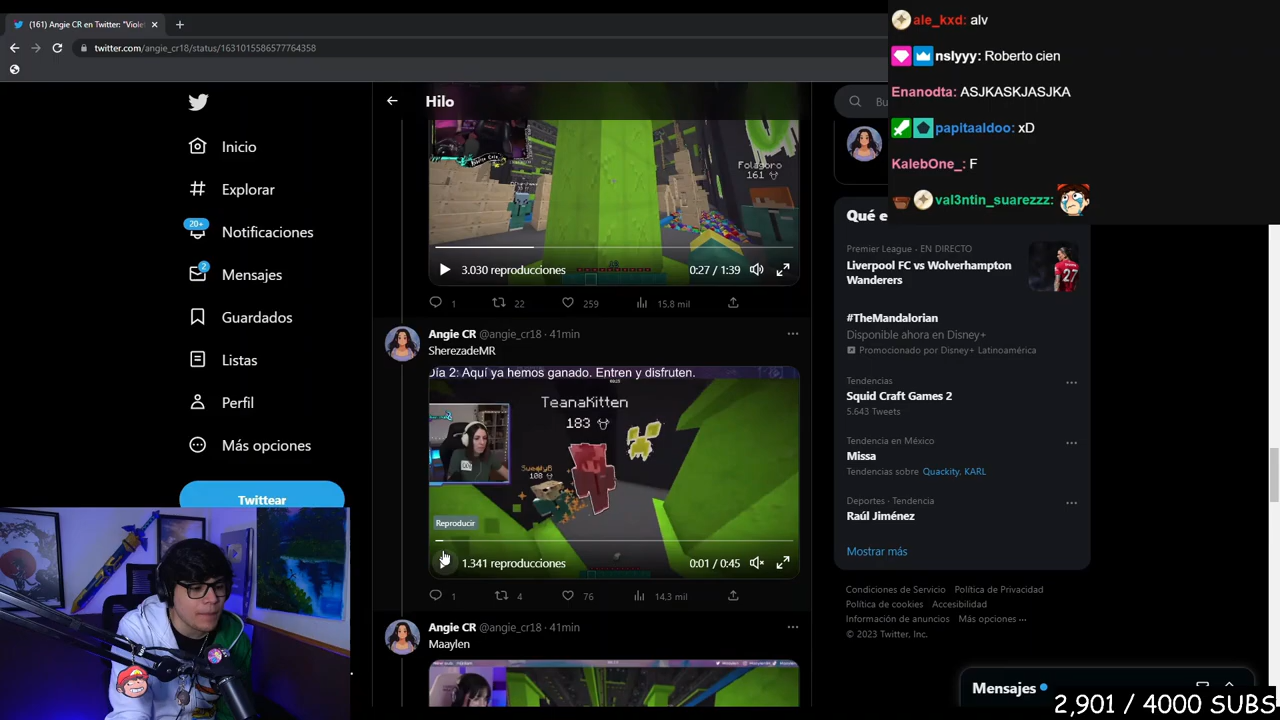 (161) Angie CR en Twitter: "Viole
twitter.com/angie_cr18/status/1631015586577764358
ale_kxd: alv
nslyyy: Roberto cien
Enanodta: ASJKASKJASJKA
papitaaldoo: xD
KalebOne_: F
val3ntin_suarezzz:
Inicio
Explorar
20+
Notificaciones
2
Mensajes
Guardados
Listas
Perfil
Más opciones
Twittear
Hilo
Folagoro
161
3.030 reproducciones
0:27 / 1:39
1
22
259
15.8 mil
Angie CR @angie_cr18 · 41min
SherezadeMR
Día 2: Aquí ya hemos ganado. Entren y disfruten.
TeanaKitten
183
Reproducir
1.341 reproducciones
0:01 / 0:45
1
4
76
14.3 mil
Angie CR @angie_cr18 · 41min
Maaylen
Bu
Qué e
Premier League · EN DIRECTO
Liverpool FC vs Wolverhampton
Wanderers
27
#TheMandalorian
Disponible ahora en Disney+
Promocionado por Disney+ Latinoamérica
Tendencias
Squid Craft Games 2
5.643 Tweets
Tendencia en México
Missa
Tendencias sobre Quackity, KARL
Deportes · Tendencia
Raúl Jiménez
Mostrar más
Condiciones de Servicio Política de Privacidad
Política de cookies Accesibilidad
Información de anuncios Más opciones ···
© 2023 Twitter, Inc.
Mensajes
2,901 / 4000 SUBS